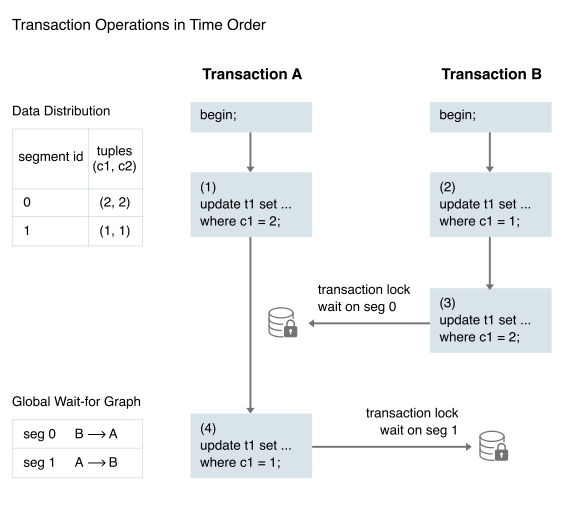 Transaction Operations in Time Order
Transaction A
Transaction B
Data Distribution
segment id
tuples
(c1, c2)
0
(2, 2)
1
(1, 1)
begin;
begin;
(1)
update t1 set ...
where c1 = 2;
(2)
update t1 set ...
where c1 = 1;
transaction lock
wait on seg 0
(3)
update t1 set ...
where c1 = 2;
Global Wait-for Graph
seg 0 B → A
seg 1 A → B
(4)
update t1 set ...
where c1 = 1;
transaction lock
wait on seg 1